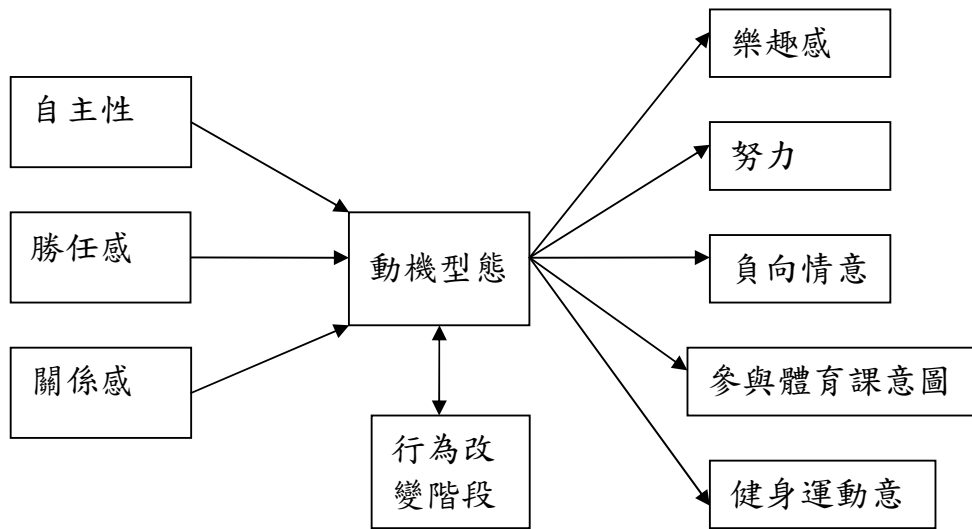 自主性
勝任感
關係感
動機型態
行為改
變階段
樂趣感
努力
負向情意
參與體育課意圖
健身運動意